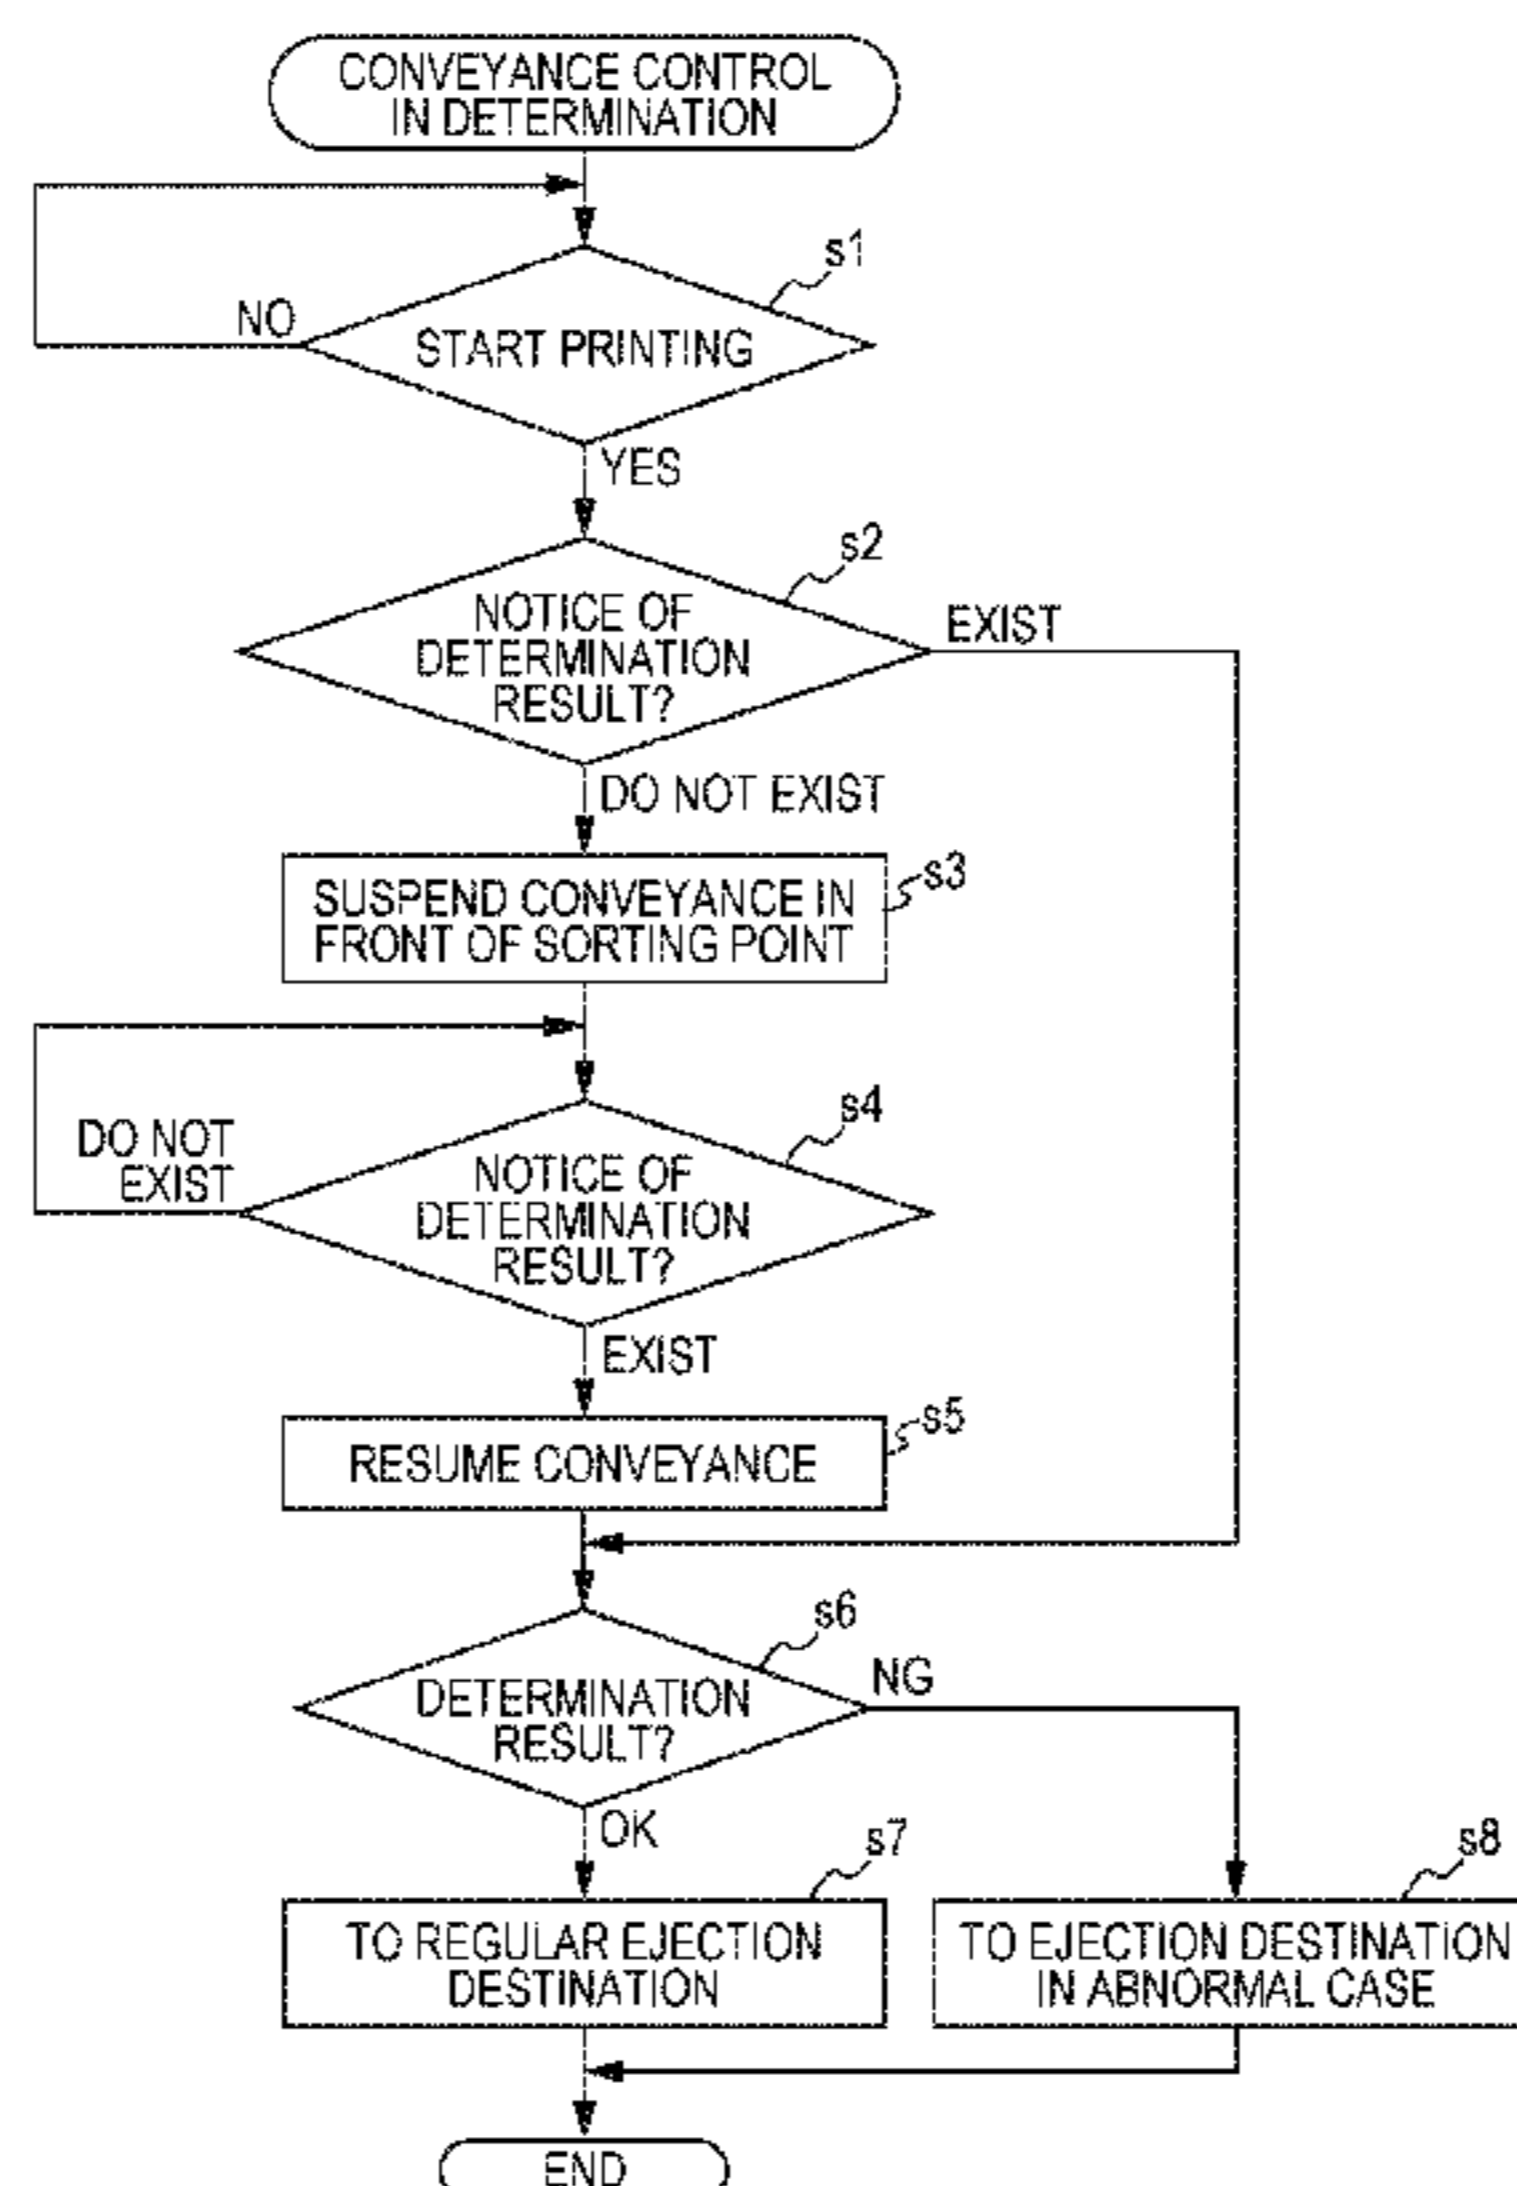 CONVEYANCE CONTROL
IN DETERMINATION
s1
NO
START PRINTING
YES
s2
NOTICE OF
DETERMINATION
RESULT?
EXIST
DO NOT EXIST
s3
SUSPEND CONVEYANCE IN
FRONT OF SORTING POINT
s4
DO NOT
EXIST
NOTICE OF
DETERMINATION
RESULT?
EXIST
s5
RESUME CONVEYANCE
s6
NG
DETERMINATION
RESULT?
OK
s7
s8
TO REGULAR EJECTION
DESTINATION
TO EJECTION DESTINATION
IN ABNORMAL CASE
END